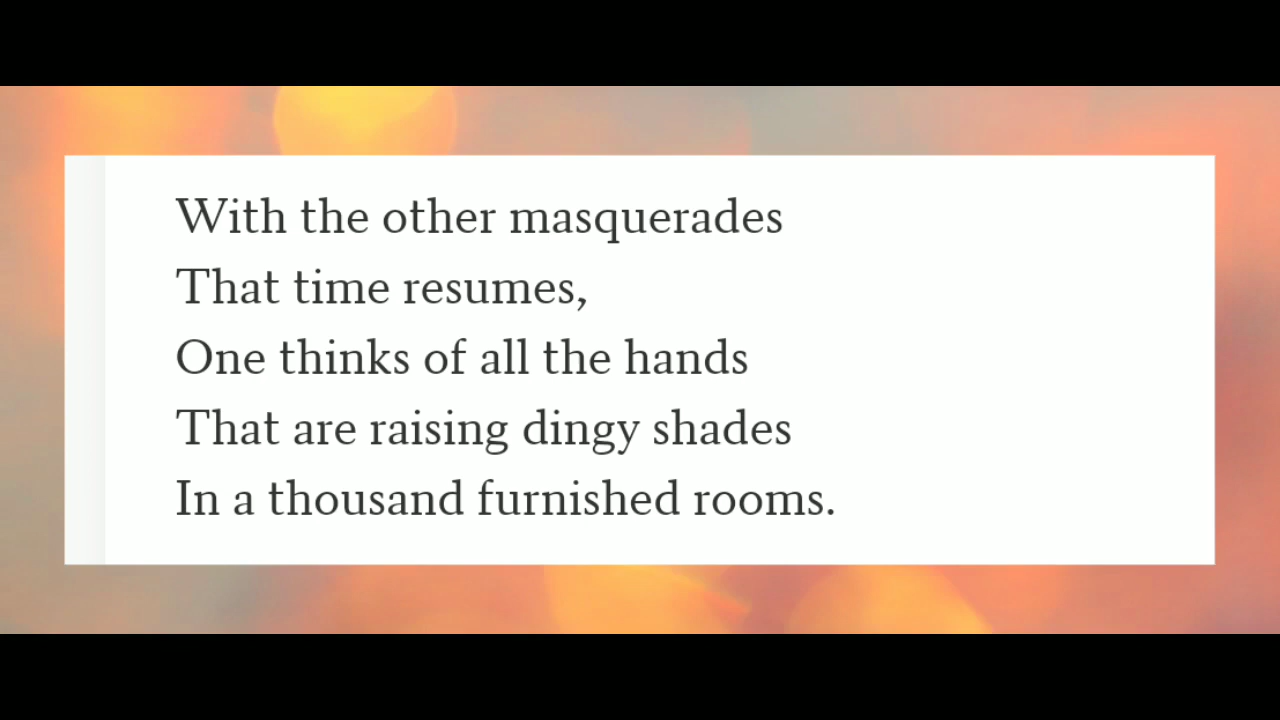 With the other masquerades
That time resumes,
One thinks of all the hands
That are raising dingy shades
In a thousand furnished rooms.